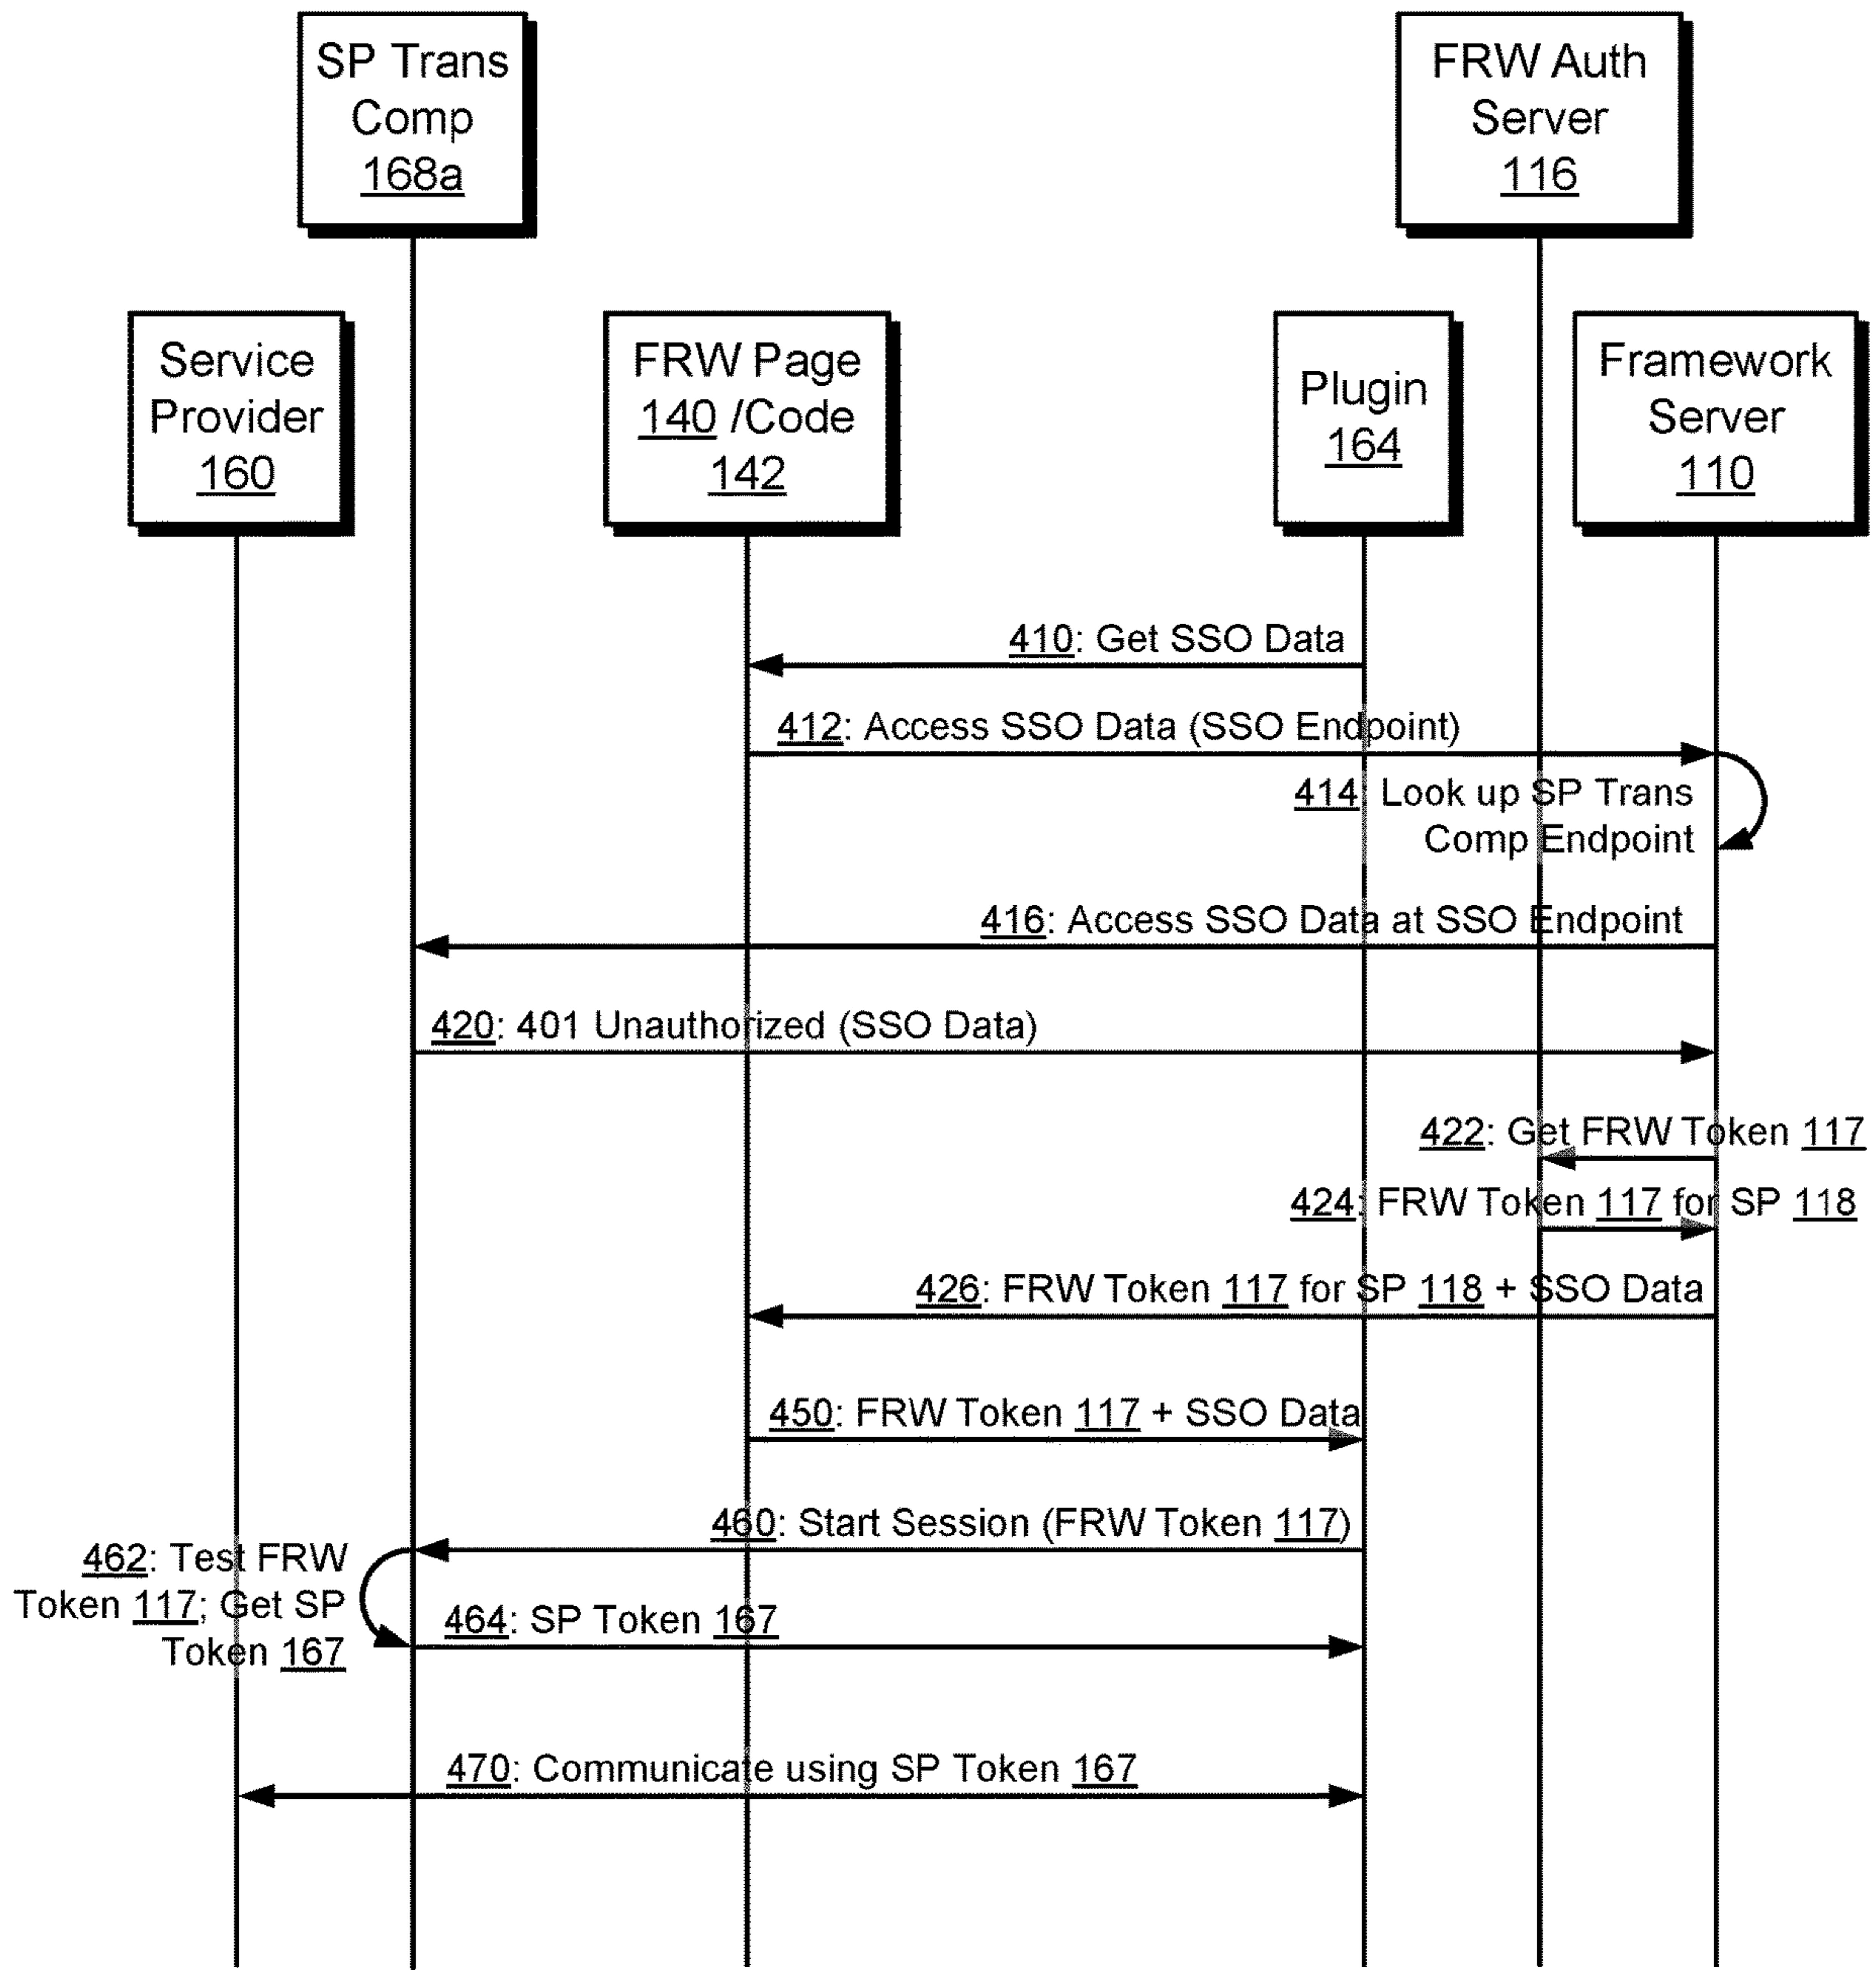 SP Trans
Comp
168a
FRW Auth
Server
116
Service
Provider
160
FRW Page
140 /Code
142
Plugin
164
Framework
Server
110
410: Get SSO Data
412: Access SSO Data (SSO Endpoint)
414: Look up SP Trans
Comp Endpoint
416: Access SSO Data at SSO Endpoint
420: 401 Unauthorized (SSO Data)
422: Get FRW Token 117
424: FRW Token 117 for SP 118
426: FRW Token 117 for SP 118 + SSO Data
450: FRW Token 117 + SSO Data
460: Start Session (FRW Token 117)
462: Test FRW
Token 117; Get SP
Token 167
464: SP Token 167
470: Communicate using SP Token 167